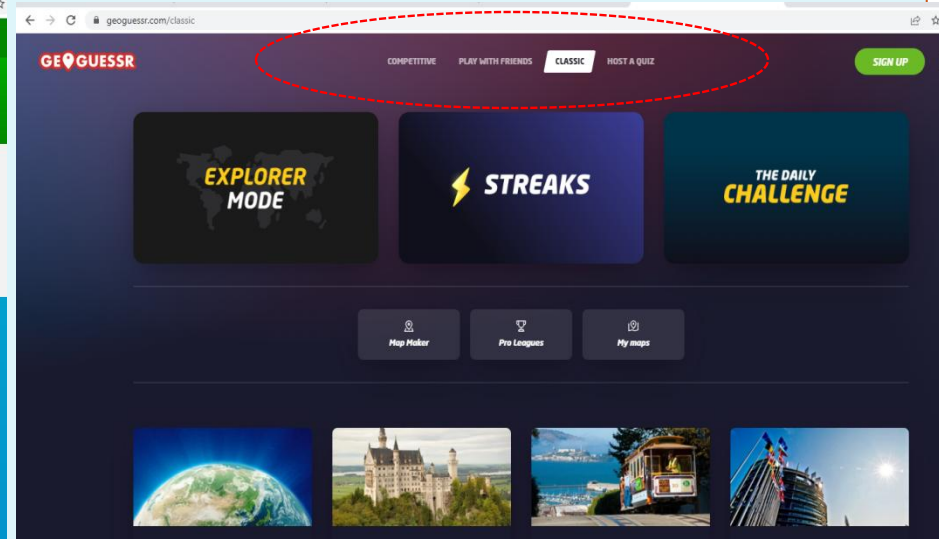 geoguessr.com/classic
GEOGUESSR
COMPETITIVE PLAY WITH FRIENDS CLASSIC HOST A QUIZ
SIGN UP
EXPLORER
MODE
STREAKS
THE DAILY
CHALLENGE
Map Maker
Pro Leagues
My maps